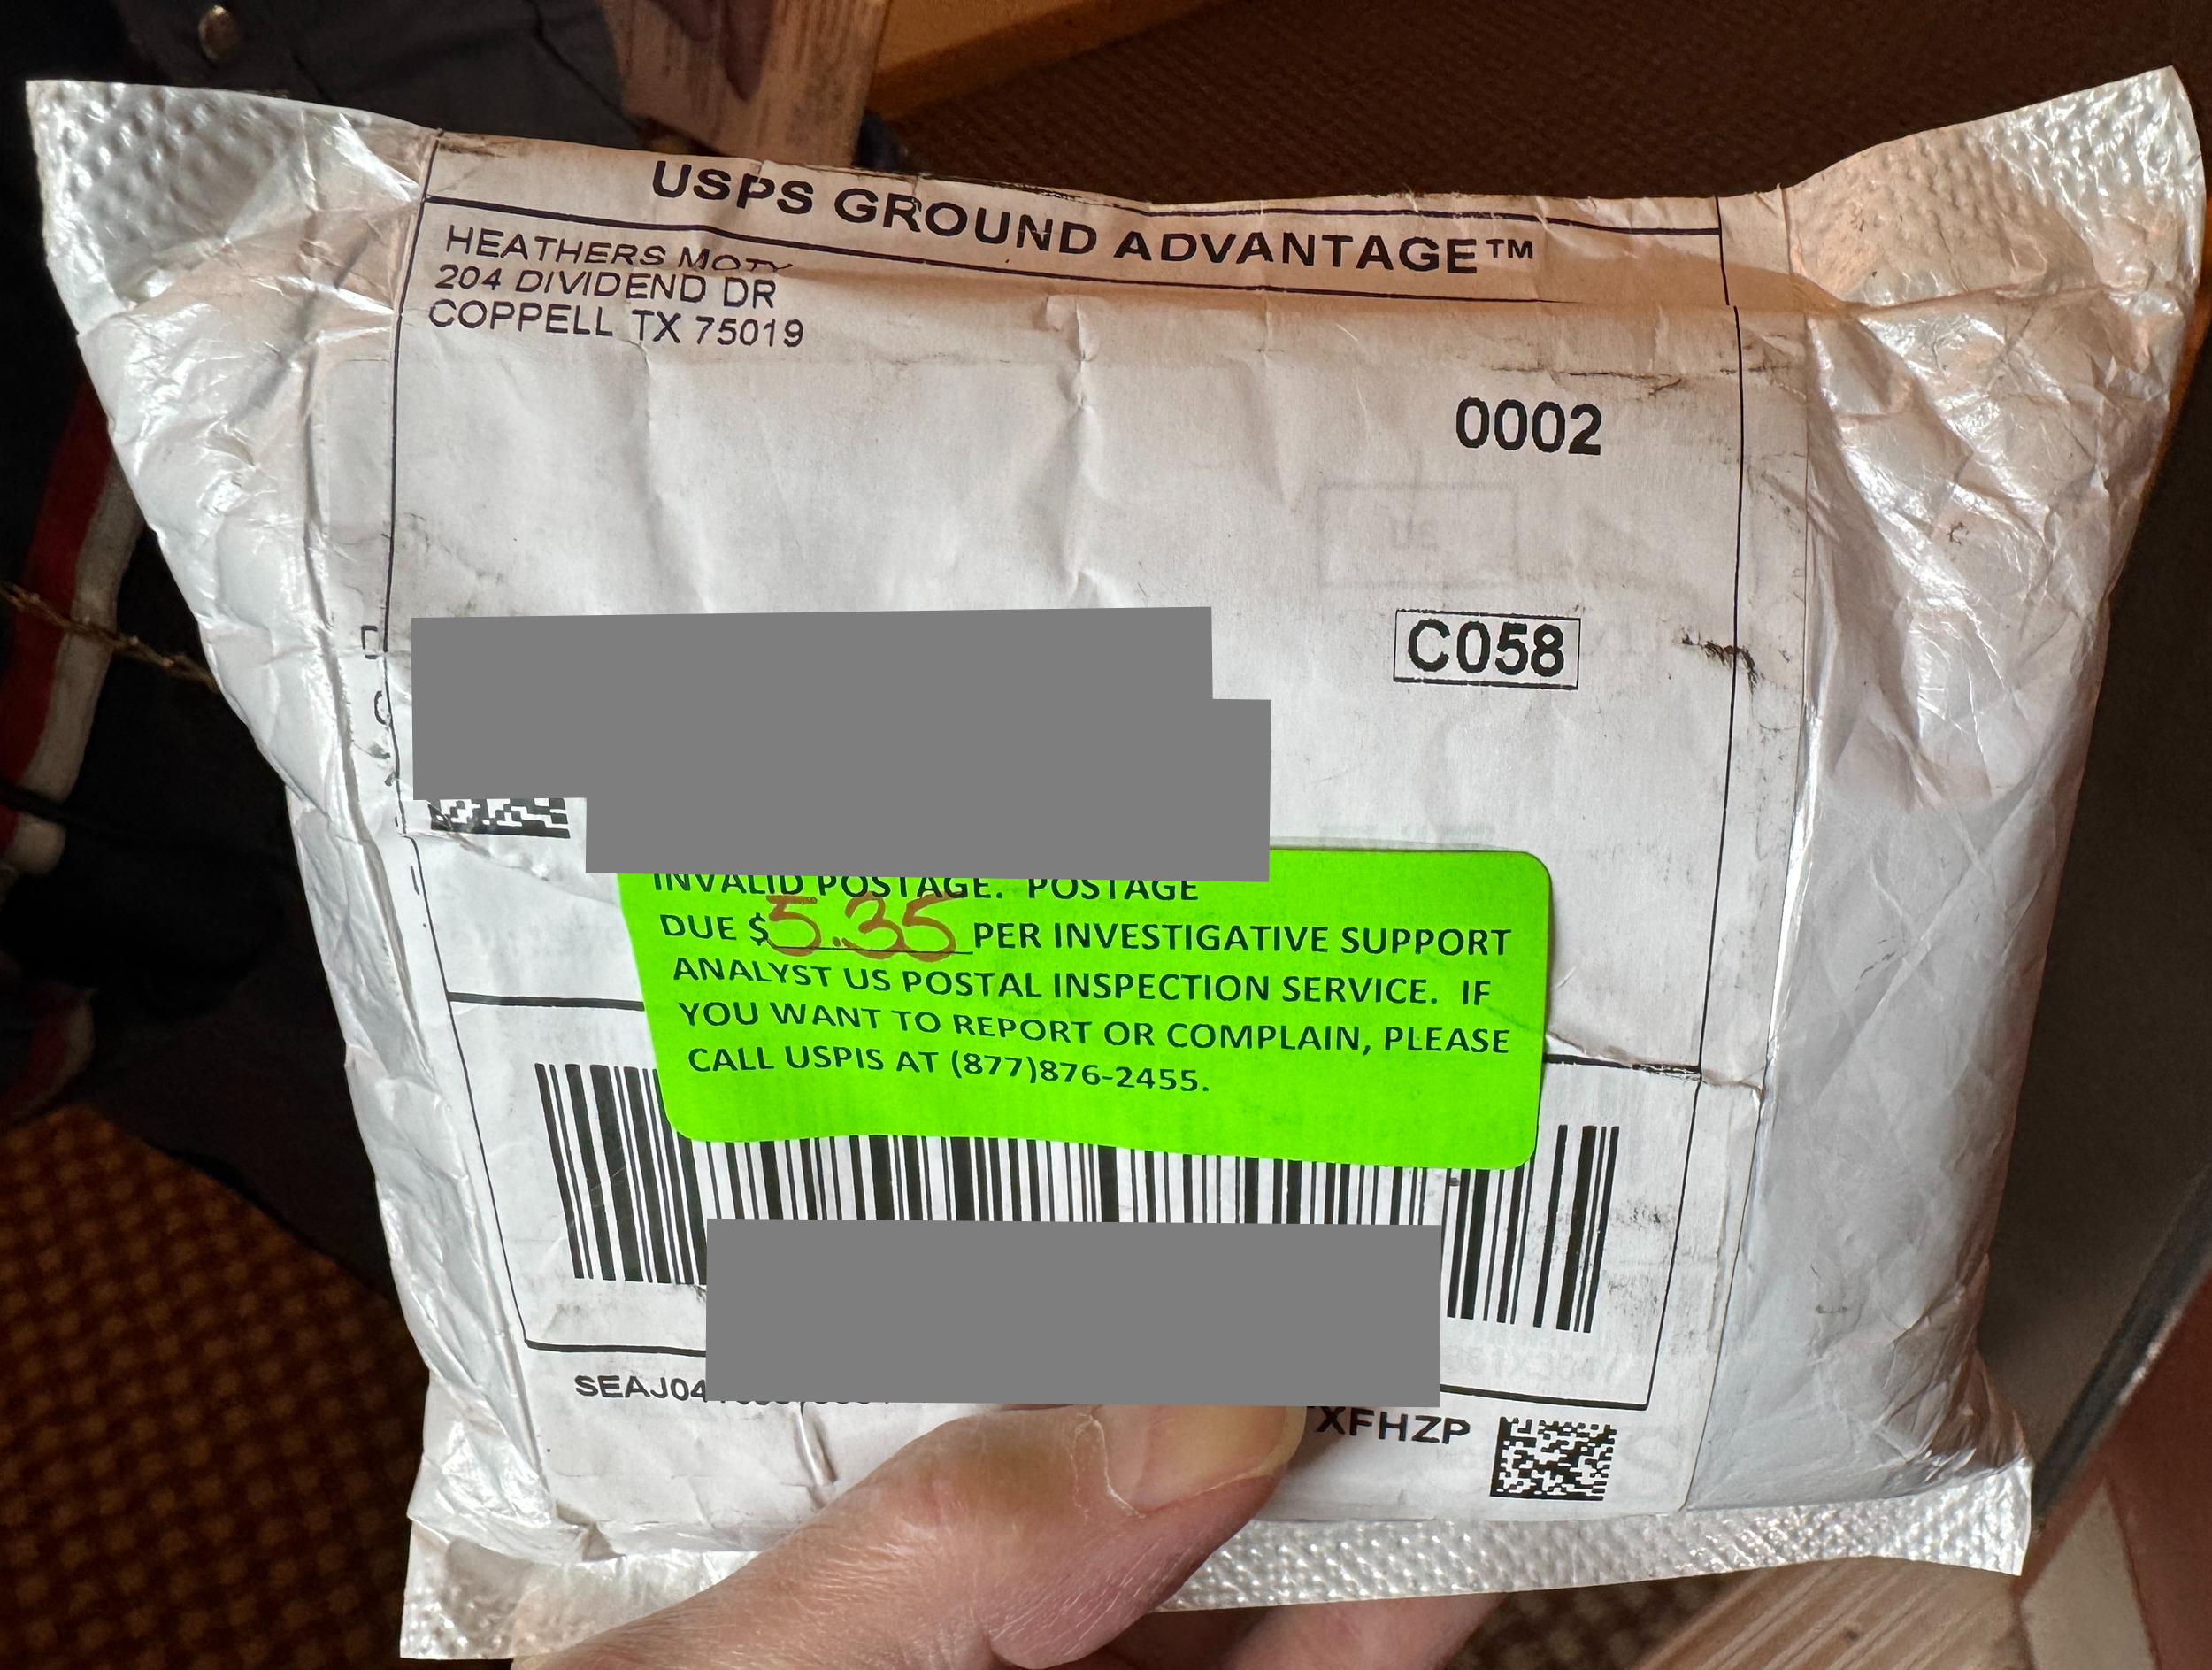 USPS GROUND ADVANTAGE™
HEATHERS MOTY
204 DIVIDEND DR
COPPELL TX 75019
0002
C058
INVALID POSTAGE. POSTAGE
DUE $5.35 PER INVESTIGATIVE SUPPORT
ANALYST US POSTAL INSPECTION SERVICE. IF
YOU WANT TO REPORT OR COMPLAIN, PLEASE
CALL USPIS AT (877)876-2455.
SEAJ04
XFHZP